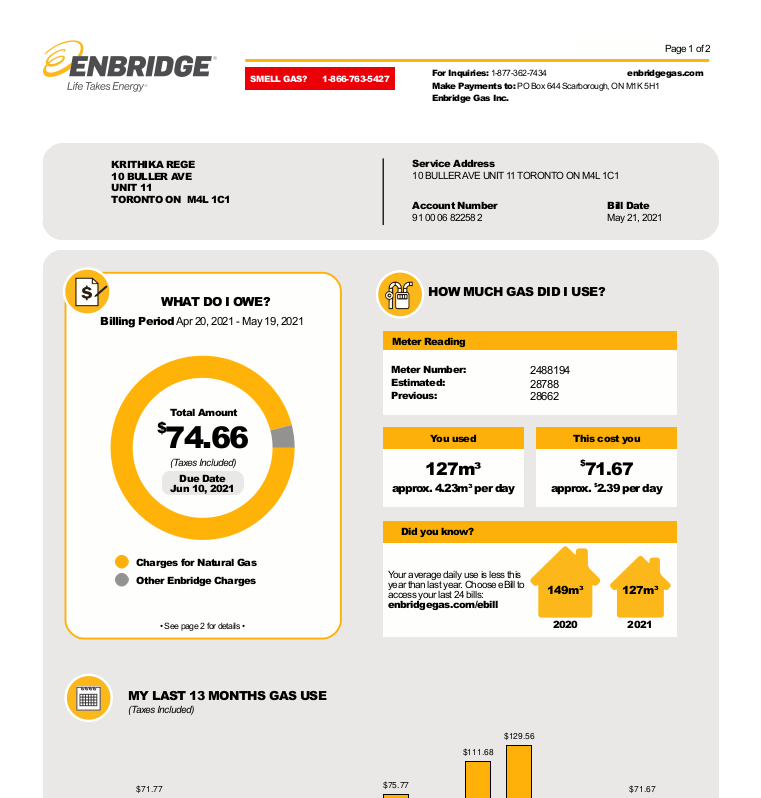 Page 1 of 2
ENBRIDGE®
Life Takes Energy™
SMELL GAS? 1-866-763-5427
For Inquiries: 1-877-362-7434 enbridgegas.com
Make Payments to: PO Box 644 Scarborough, ON M1K 5H1
Enbridge Gas Inc.
KRITHIKA REGE
10 BULLER AVE
UNIT 11
TORONTO ON M4L 1C1
Service Address
10 BULLER AVE UNIT 11 TORONTO ON M4L 1C1
Account Number Bill Date
91 00 06 82258 2 May 21, 2021
WHAT DO I OWE?
Billing Period Apr 20, 2021 - May 19, 2021
Total Amount
$74.66
(Taxes Included)
Due Date
Jun 10, 2021
Charges for Natural Gas
Other Enbridge Charges
• See page 2 for details •
HOW MUCH GAS DID I USE?
Meter Reading
Meter Number: 2488194
Estimated: 28788
Previous: 28662
You used
127m³
approx. 4.23m³ per day
This cost you
$71.67
approx. $2.39 per day
Did you know?
Your average daily use is less this
year than last year. Choose eBill to
access your last 24 bills:
enbridgegas.com/ebill
149m³ 127m³
2020 2021
MY LAST 13 MONTHS GAS USE
(Taxes Included)
$129.56
$111.68
$75.77
$71.77 $71.67